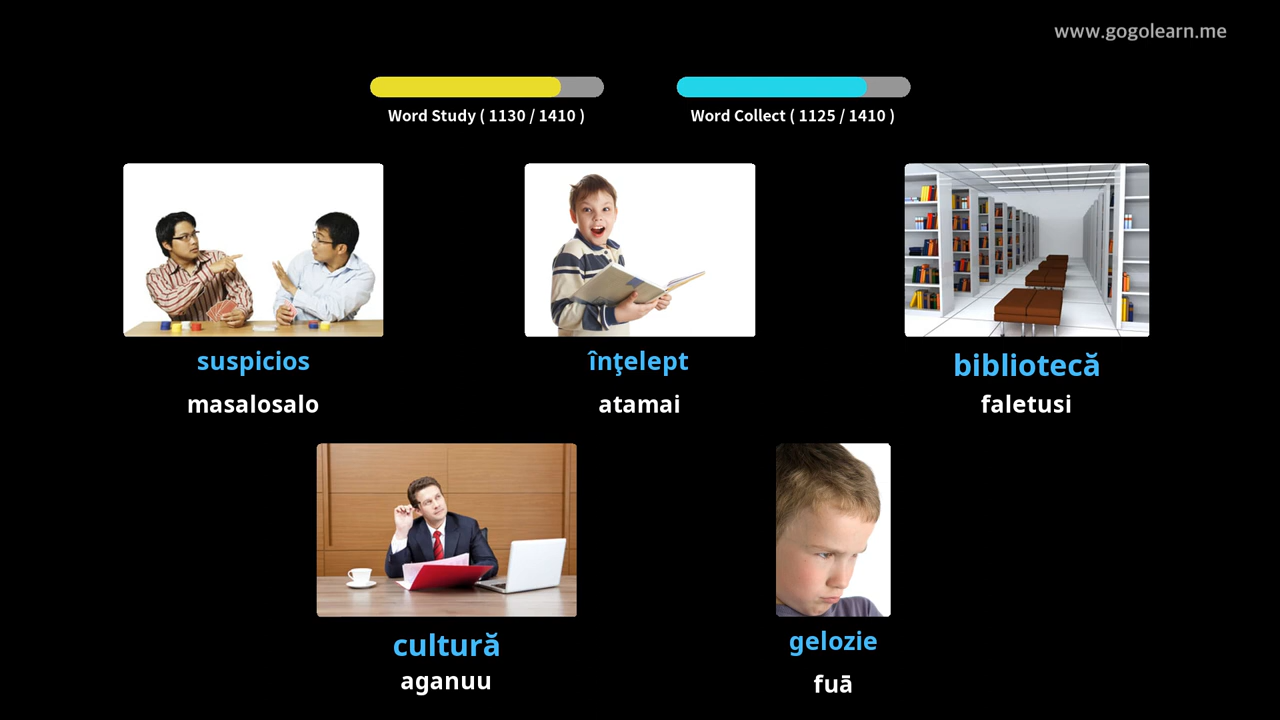 www.gogolearn.me
Word Study ( 1130 / 1410 )
Word Collect ( 1125 / 1410 )
suspicios
înţelept
bibliotecă
masalosalo
atamai
faletusi
cultură
gelozie
aganuu
fuā